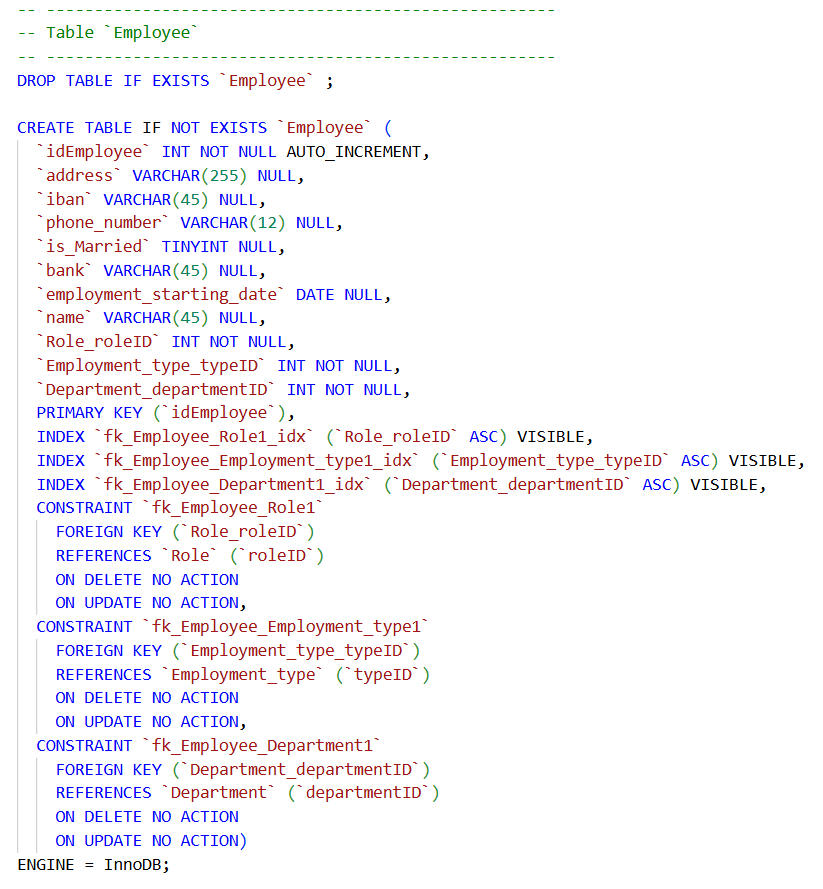 -- -----------------------------------------------------
-- Table `Employee`
-- -----------------------------------------------------
DROP TABLE IF EXISTS `Employee` ;
CREATE TABLE IF NOT EXISTS `Employee` (
  `idEmployee` INT NOT NULL AUTO_INCREMENT,
  `address` VARCHAR(255) NULL,
  `iban` VARCHAR(45) NULL,
  `phone_number` VARCHAR(12) NULL,
  `is_Married` TINYINT NULL,
  `bank` VARCHAR(45) NULL,
  `employment_starting_date` DATE NULL,
  `name` VARCHAR(45) NULL,
  `Role_roleID` INT NOT NULL,
  `Employment_type_typeID` INT NOT NULL,
  `Department_departmentID` INT NOT NULL,
  PRIMARY KEY (`idEmployee`),
  INDEX `fk_Employee_Role1_idx` (`Role_roleID` ASC) VISIBLE,
  INDEX `fk_Employee_Employment_type1_idx` (`Employment_type_typeID` ASC) VISIBLE,
  INDEX `fk_Employee_Department1_idx` (`Department_departmentID` ASC) VISIBLE,
  CONSTRAINT `fk_Employee_Role1`
    FOREIGN KEY (`Role_roleID`)
    REFERENCES `Role` (`roleID`)
    ON DELETE NO ACTION
    ON UPDATE NO ACTION,
  CONSTRAINT `fk_Employee_Employment_type1`
    FOREIGN KEY (`Employment_type_typeID`)
    REFERENCES `Employment_type` (`typeID`)
    ON DELETE NO ACTION
    ON UPDATE NO ACTION,
  CONSTRAINT `fk_Employee_Department1`
    FOREIGN KEY (`Department_departmentID`)
    REFERENCES `Department` (`departmentID`)
    ON DELETE NO ACTION
    ON UPDATE NO ACTION)
ENGINE = InnoDB;